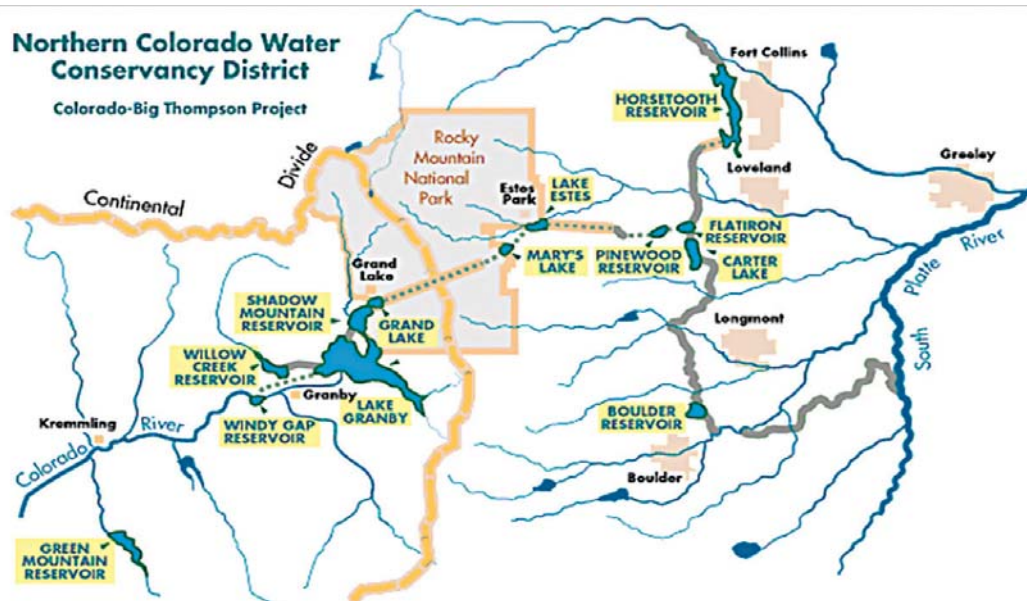 Northern Colorado Water
Conservancy District
Colorado-Big Thompson Project
Fort Collins
HORSETOOTH
RESERVOIR
Loveland
Greeley
Rocky
Mountain
National
Park
Continental
Divide
Estes
Park
LAKE
ESTES
MARY'S
LAKE
PINEWOOD
RESERVOIR
FLATIRON
RESERVOIR
CARTER
LAKE
South
Platte
River
Grand
Lake
SHADOW
MOUNTAIN
RESERVOIR
GRAND
LAKE
Longmont
WILLOW
CREEK
RESERVOIR
Granby
LAKE
GRANBY
WINDY GAP
RESERVOIR
BOULDER
RESERVOIR
Boulder
Kremmling
Colorado
River
GREEN
MOUNTAIN
RESERVOIR